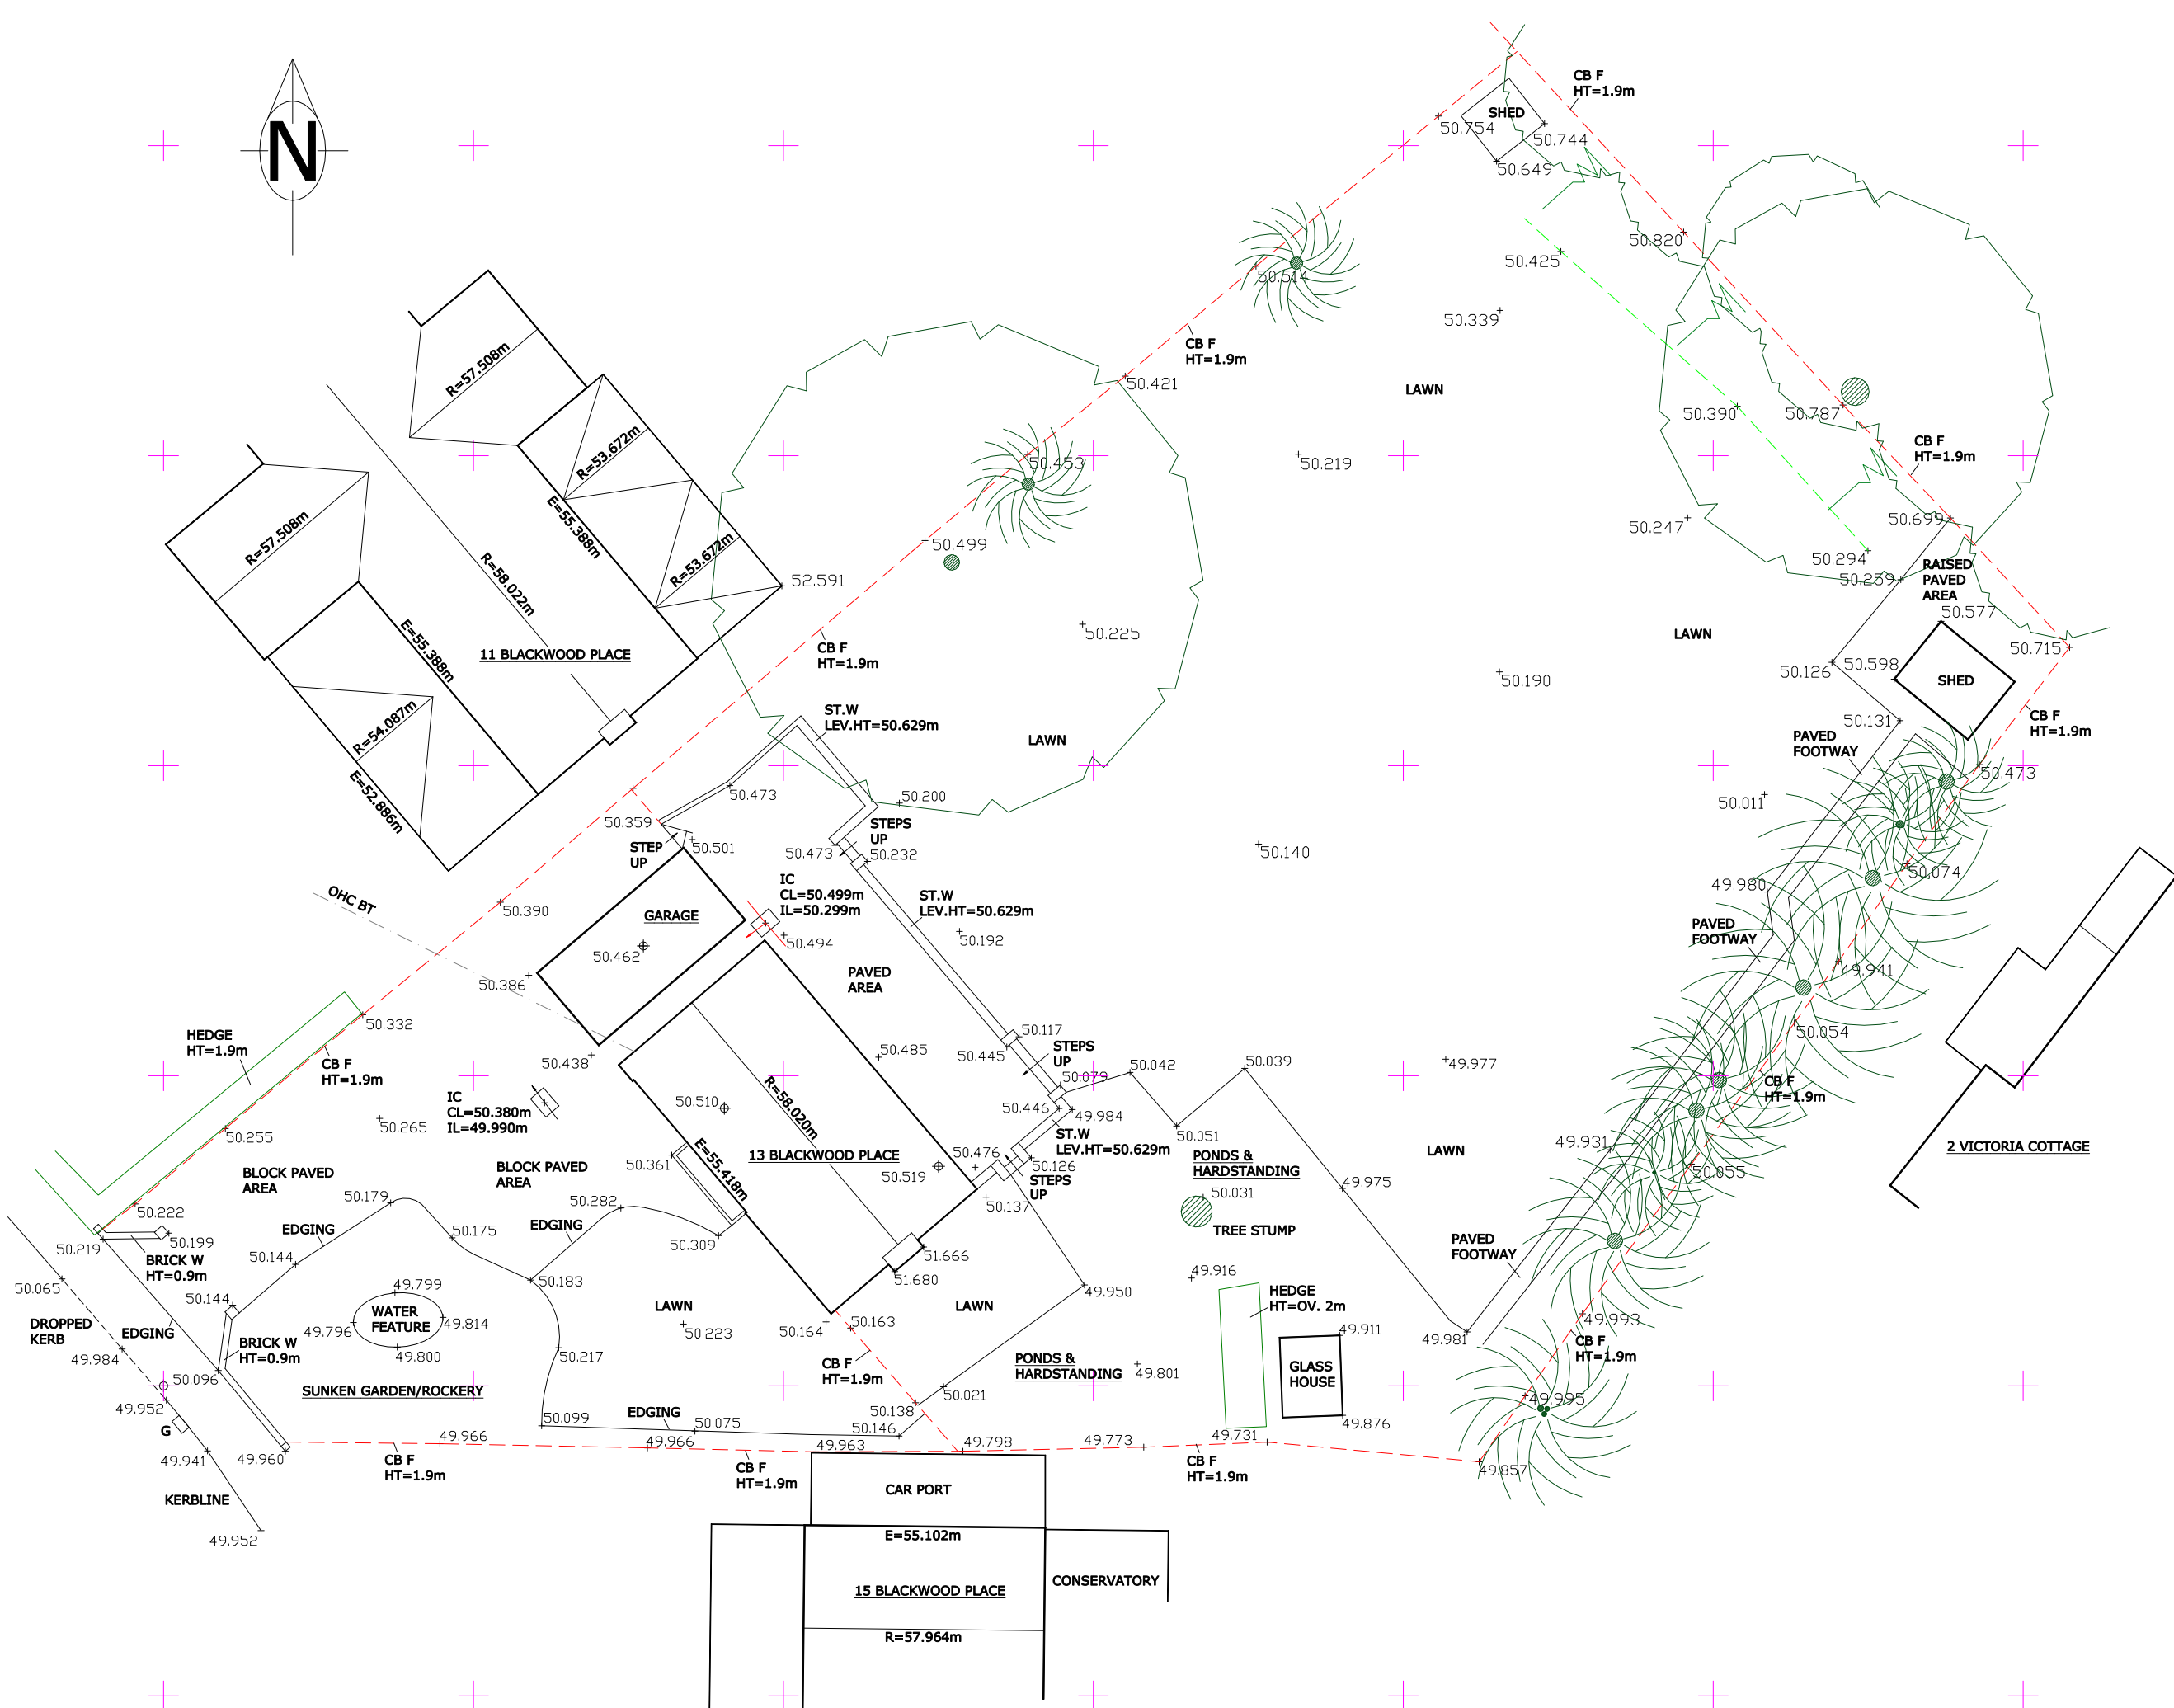 N
CB F
HT=1.9m
SHED
50.754
50.744
50.649
50.820
50.425
50.514
50.339
CB F
HT=1.9m
R=57.508m
50.421
LAWN
50.390
50.787
R=53.672m
50.453
50.219
CB F
HT=1.9m
R=57.508m
E=55.388m
50.499
50.247
50.699
R=53.672m
R=58.022m
52.591
50.294
50.259
RAISED
PAVED
AREA
50.577
E=55.388m
11 BLACKWOOD PLACE
CB F
HT=1.9m
50.225
LAWN
50.126
50.598
50.715
SHED
50.190
R=54.087m
ST.W
LEV.HT=50.629m
LAWN
50.131
CB F
HT=1.9m
PAVED
FOOTWAY
E=52.886m
50.473
50.200
50.473
50.011
50.359
STEP
UP
50.501
STEPS
UP
50.473
50.232
50.140
50.074
OHC BT
50.390
IC
CL=50.499m
IL=50.299m
ST.W
LEV.HT=50.629m
49.980
GARAGE
50.462
50.494
50.192
PAVED
FOOTWAY
50.386
PAVED
AREA
49.941
50.332
HEDGE
HT=1.9m
50.117
50.054
CB F
HT=1.9m
50.438
50.485
50.445
STEPS
UP
50.042
50.039
49.977
50.079
CB F
HT=1.9m
IC
CL=50.380m
IL=49.990m
50.510
R=58.020m
50.446
49.984
50.265
50.255
ST.W
LEV.HT=50.629m
50.051
49.931
2 VICTORIA COTTAGE
BLOCK PAVED
AREA
BLOCK PAVED
AREA
50.361
E=55.418m
13 BLACKWOOD PLACE
50.476
50.519
50.126
STEPS
UP
PONDS &
HARDSTANDING
LAWN
50.055
50.179
50.282
50.137
50.031
49.975
50.222
EDGING
EDGING
TREE STUMP
50.219
50.199
50.175
50.309
PAVED
FOOTWAY
BRICK W
HT=0.9m
50.144
50.183
51.666
51.680
49.916
49.950
50.065
50.144
49.799
HEDGE
HT=OV. 2m
DROPPED
KERB
EDGING
WATER
FEATURE
49.796
49.814
LAWN
50.223
50.164
50.163
LAWN
49.993
49.981
49.911
BRICK W
HT=0.9m
49.984
49.800
50.217
CB F
HT=1.9m
PONDS &
HARDSTANDING
49.801
GLASS
HOUSE
CB F
HT=1.9m
50.096
SUNKEN GARDEN/ROCKERY
50.021
49.995
49.952
G
50.099
EDGING
50.075
50.138
50.146
49.876
49.941
49.960
49.966
49.966
49.963
49.798
49.773
49.731
CB F
HT=1.9m
CB F
HT=1.9m
CB F
HT=1.9m
49.857
KERBLINE
CAR PORT
49.952
E=55.102m
15 BLACKWOOD PLACE
CONSERVATORY
R=57.964m